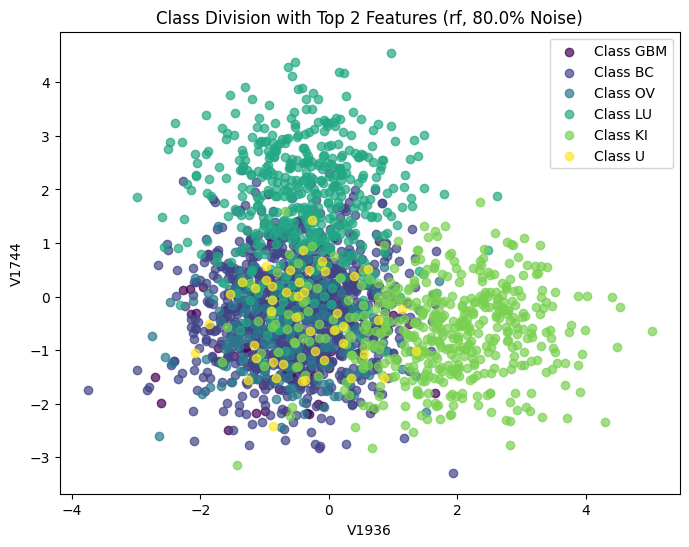 Class Division with Top 2 Features (rf, 80.0% Noise)
Class GBM
Class BC
Class OV
Class LU
Class KI
Class U
V1744
4
3
2
1
0
−1
−2
−3
−4
−2
0
2
4
V1936